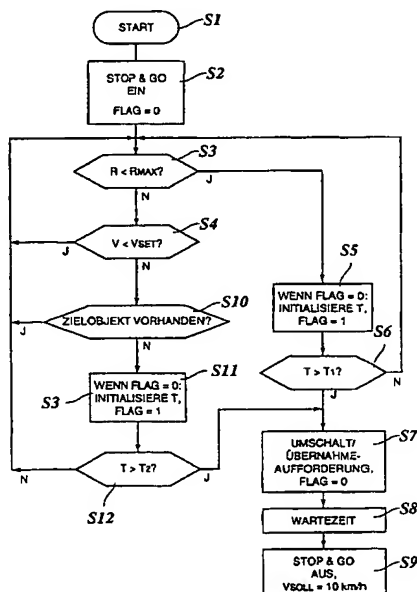 START
S1
STOP & GO
EIN
FLAG = 0
S2
R < RMAX?
S3
J
N
V < VSET?
S4
J
N
ZIELOBJEKT VORHANDEN?
S10
J
N
WENN FLAG = 0:
INITIALISIERE T,
FLAG = 1
S11
S3
T > T2?
N
J
S12
S5
WENN FLAG = 0:
INITIALISIERE T,
FLAG = 1
S6
T > T1?
N
J
UMSCHALT/
ÜBERNAHME-
AUFFORDERUNG,
FLAG = 0
S7
WARTEZEIT
S8
STOP & GO
AUS,
VSOLL = 10 km/h
S9